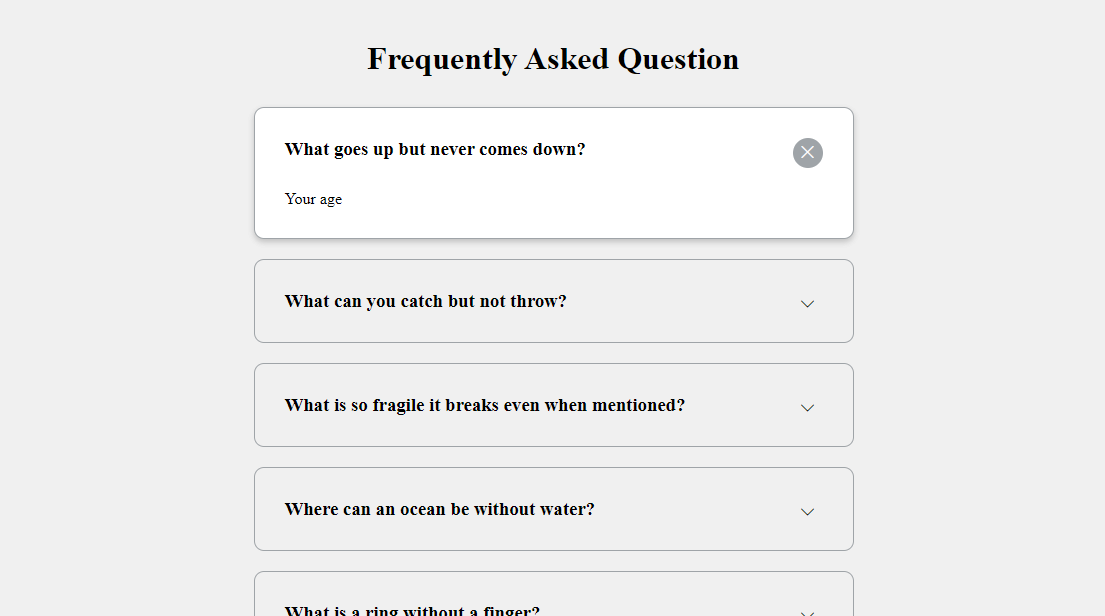 Frequently Asked Question
What goes up but never comes down?
Your age
What can you catch but not throw?
What is so fragile it breaks even when mentioned?
Where can an ocean be without water?
What is a ring without a finger?